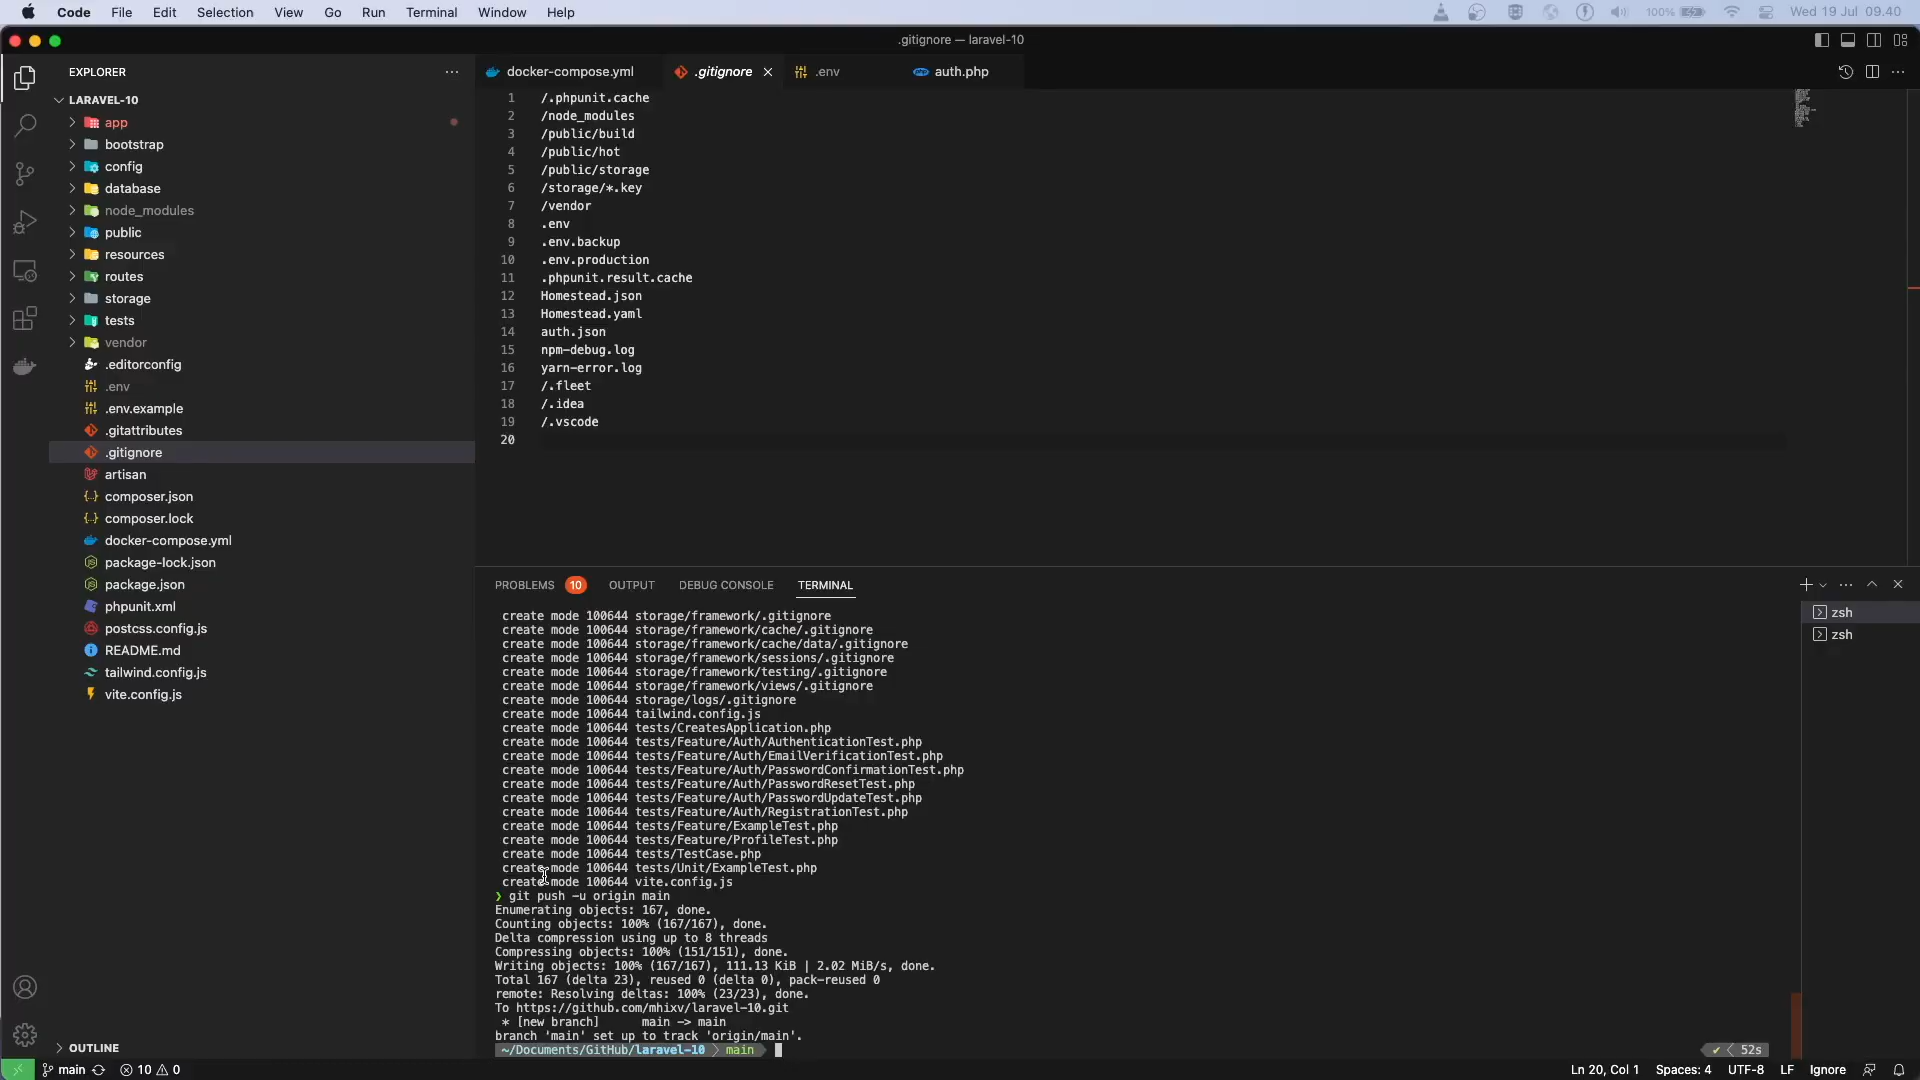 Code File Edit Selection View Go Run Terminal Window Help
100% Wed 19 Jul 09.40
.gitignore — laravel-10
EXPLORER
LARAVEL-10
app
bootstrap
config
database
node_modules
public
resources
routes
storage
tests
vendor
.editorconfig
.env
.env.example
.gitattributes
.gitignore
artisan
composer.json
composer.lock
docker-compose.yml
package-lock.json
package.json
phpunit.xml
postcss.config.js
README.md
tailwind.config.js
vite.config.js
OUTLINE
docker-compose.yml .gitignore .env auth.php
1 /.phpunit.cache
2 /node_modules
3 /public/build
4 /public/hot
5 /public/storage
6 /storage/*.key
7 /vendor
8 .env
9 .env.backup
10 .env.production
11 .phpunit.result.cache
12 Homestead.json
13 Homestead.yaml
14 auth.json
15 npm-debug.log
16 yarn-error.log
17 /.fleet
18 /.idea
19 /.vscode
20
PROBLEMS 10 OUTPUT DEBUG CONSOLE TERMINAL
create mode 100644 storage/framework/.gitignore
create mode 100644 storage/framework/cache/.gitignore
create mode 100644 storage/framework/cache/data/.gitignore
create mode 100644 storage/framework/sessions/.gitignore
create mode 100644 storage/framework/testing/.gitignore
create mode 100644 storage/framework/views/.gitignore
create mode 100644 storage/logs/.gitignore
create mode 100644 tailwind.config.js
create mode 100644 tests/CreatesApplication.php
create mode 100644 tests/Feature/Auth/AuthenticationTest.php
create mode 100644 tests/Feature/Auth/EmailVerificationTest.php
create mode 100644 tests/Feature/Auth/PasswordConfirmationTest.php
create mode 100644 tests/Feature/Auth/PasswordResetTest.php
create mode 100644 tests/Feature/Auth/PasswordUpdateTest.php
create mode 100644 tests/Feature/Auth/RegistrationTest.php
create mode 100644 tests/Feature/ExampleTest.php
create mode 100644 tests/Feature/ProfileTest.php
create mode 100644 tests/TestCase.php
create mode 100644 tests/Unit/ExampleTest.php
create mode 100644 vite.config.js
❯ git push -u origin main
Enumerating objects: 167, done.
Counting objects: 100% (167/167), done.
Delta compression using up to 8 threads
Compressing objects: 100% (151/151), done.
Writing objects: 100% (167/167), 111.13 KiB | 2.02 MiB/s, done.
Total 167 (delta 23), reused 0 (delta 0), pack-reused 0
remote: Resolving deltas: 100% (23/23), done.
To https://github.com/mhixv/laravel-10.git
* [new branch] main -> main
branch 'main' set up to track 'origin/main'.
~/Documents/GitHub/laravel-10 main
✔ 52s
zsh
zsh
main 10 0
Ln 20, Col 1 Spaces: 4 UTF-8 LF Ignore